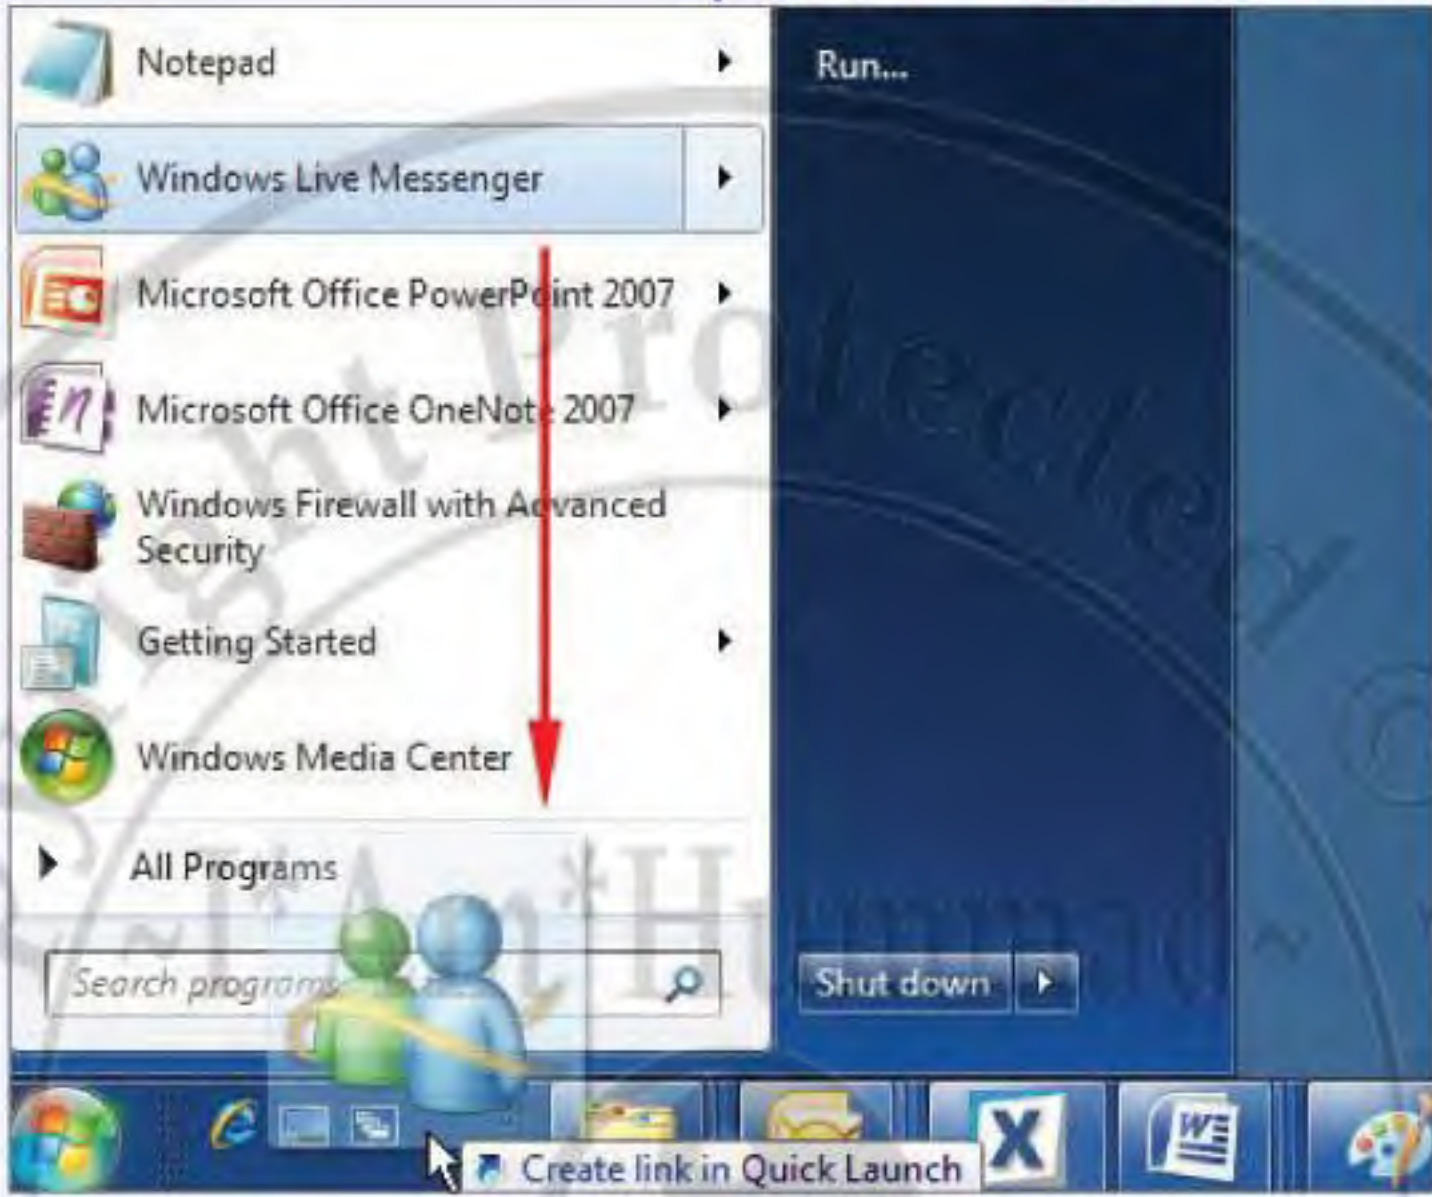 Notepad
Run...
Windows Live Messenger
Microsoft Office PowerPoint 2007
Microsoft Office OneNote 2007
Windows Firewall with Advanced
Security
Getting Started
Windows Media Center
All Programs
Search programs
Shut down
Create link in Quick Launch
Protected ©